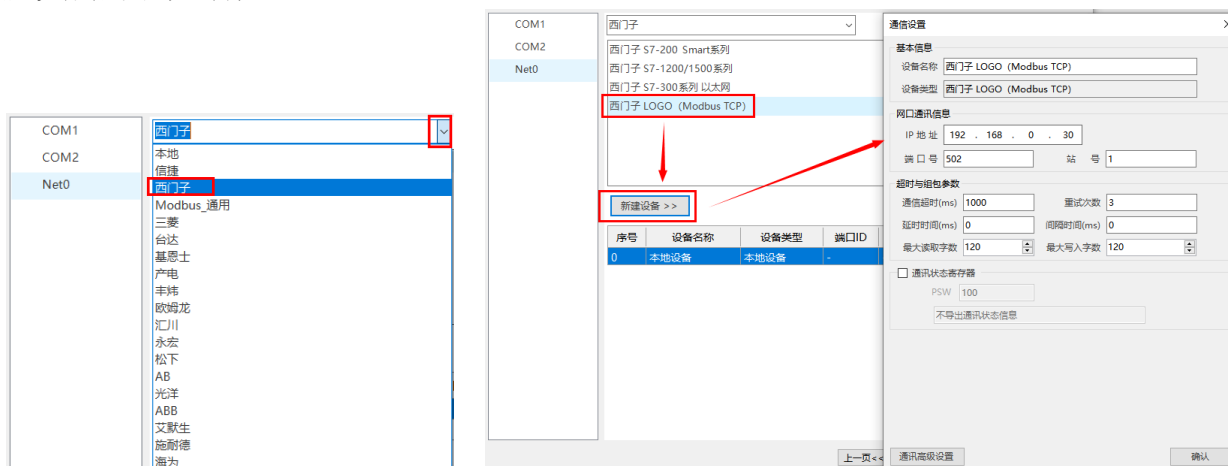 COM1
COM2
Net0
西门子
本地
信捷
西门子
Modbus_通用
三菱
台达
基恩士
产电
丰炜
欧姆龙
汇川
永宏
松下
AB
光洋
ABB
艾默生
施耐德
海为
COM1
COM2
Net0
西门子
西门子 S7-200 Smart系列
西门子 S7-1200/1500系列
西门子 S7-300系列 以太网
西门子 LOGO（Modbus TCP）
新建设备 >>
序号 设备名称 设备类型 端口ID
0 本地设备 本地设备 -
上一页<<
通信设置
基本信息
设备名称 西门子 LOGO（Modbus TCP）
设备类型 西门子 LOGO（Modbus TCP）
网口通讯信息
IP 地 址 192 . 168 . 0 . 30
端 口 号 502 站 号 1
超时与组包参数
通信超时(ms) 1000 重试次数 3
延时时间(ms) 0 间隔时间(ms) 0
最大读取字数 120 最大写入字数 120
通讯状态寄存器
PSW 100
不导出通讯状态信息
通讯高级设置 确认